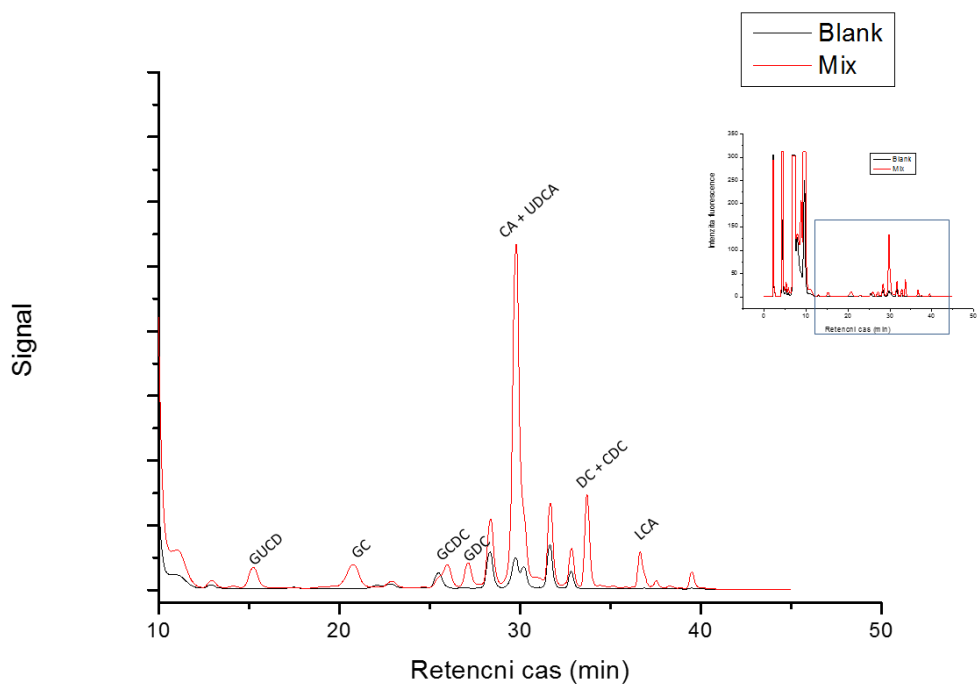 Blank
Mix
350
300
250
200
150
100
50
0
Intenzita fluorescence
Blank
Mix
0
10
20
30
40
50
Retencni cas (min)
Signal
GUCD
GC
GCDC
GDC
CA + UDCA
DC + CDC
LCA
10
20
30
40
50
Retencni cas (min)